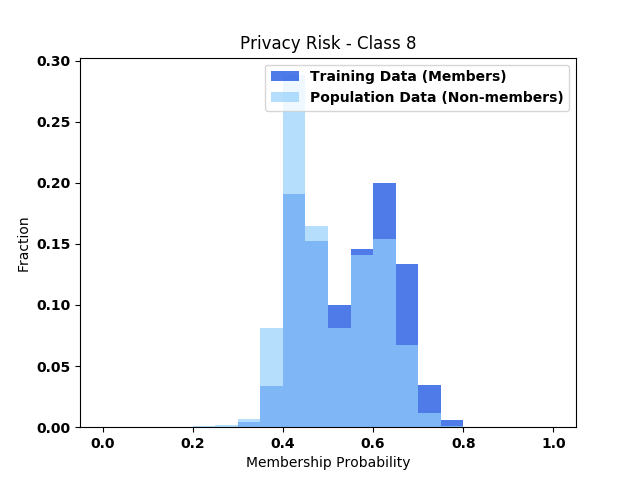 Privacy Risk - Class 8
Training Data (Members)
Population Data (Non-members)
0.30
0.25
0.20
0.15
0.10
0.05
0.00
Fraction
0.0 0.2 0.4 0.6 0.8 1.0
Membership Probability